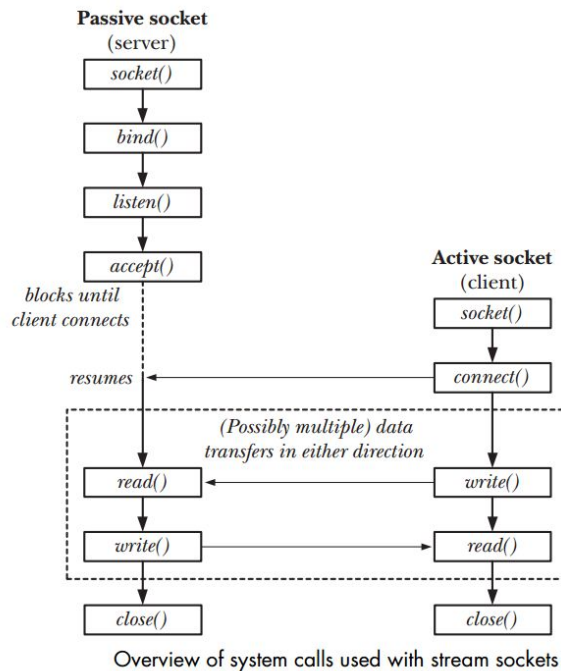 Passive socket
(server)
socket()
bind()
listen()
accept()
blocks until
client connects
Active socket
(client)
socket()
resumes
connect()
(Possibly multiple) data
transfers in either direction
read()
write()
write()
read()
close()
close()
Overview of system calls used with stream sockets